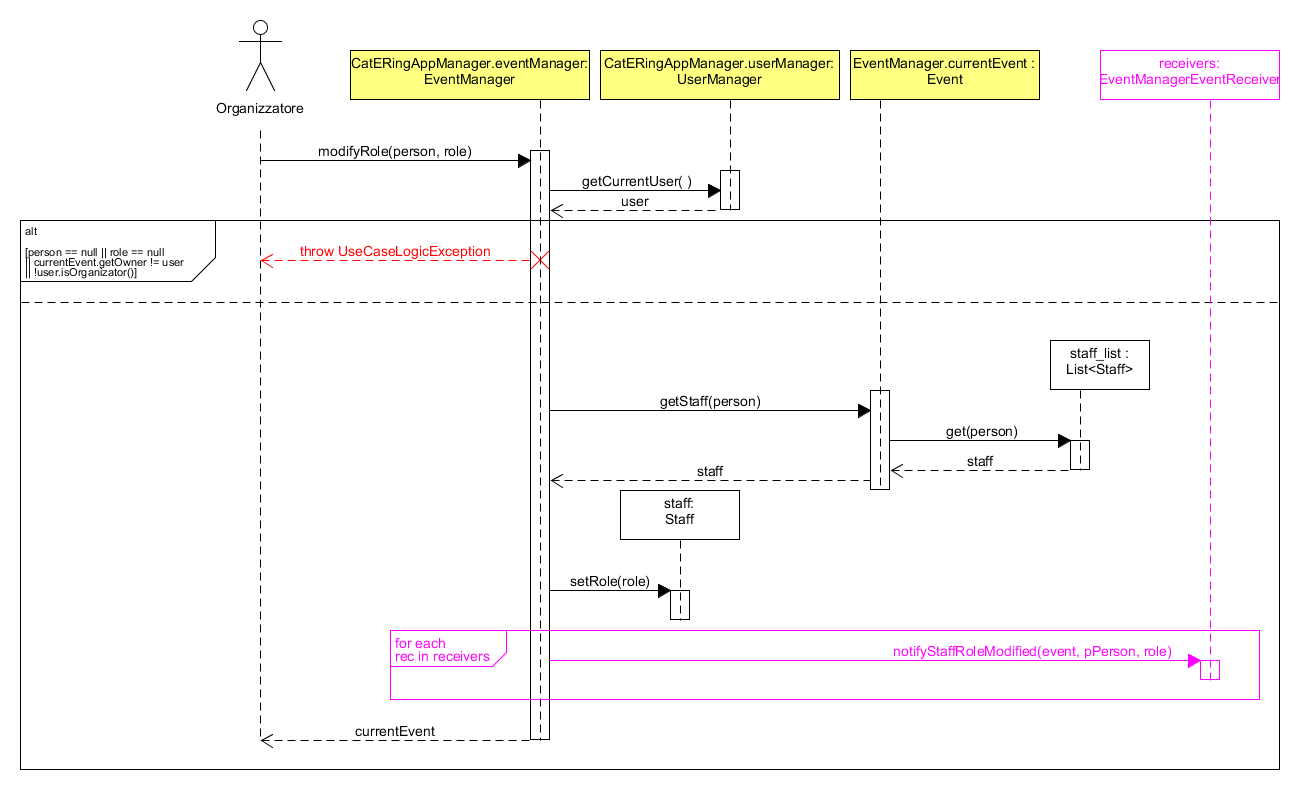 Organizzatore
CatERingAppManager.eventManager:
EventManager
CatERingAppManager.userManager:
UserManager
EventManager.currentEvent :
Event
receivers:
EventManagerEventReceiver
modifyRole(person, role)
getCurrentUser( )
user
alt
[person == null || role == null
|| currentEvent.getOwner != user
|| !user.isOrganizator()]
throw UseCaseLogicException
staff_list :
List<Staff>
getStaff(person)
get(person)
staff
staff
staff:
Staff
setRole(role)
for each
rec in receivers
notifyStaffRoleModified(event, pPerson, role)
currentEvent